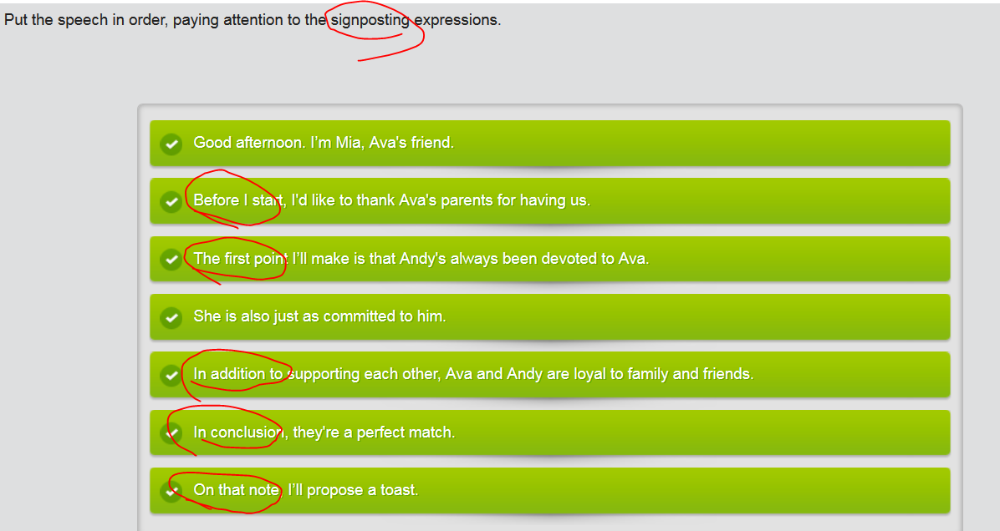 Put the speech in order, paying attention to the signposting expressions.
Good afternoon. I'm Mia, Ava's friend.
Before I start, I'd like to thank Ava's parents for having us.
The first point I'll make is that Andy's always been devoted to Ava.
She is also just as committed to him.
In addition to supporting each other, Ava and Andy are loyal to family and friends.
In conclusion, they're a perfect match.
On that note, I'll propose a toast.